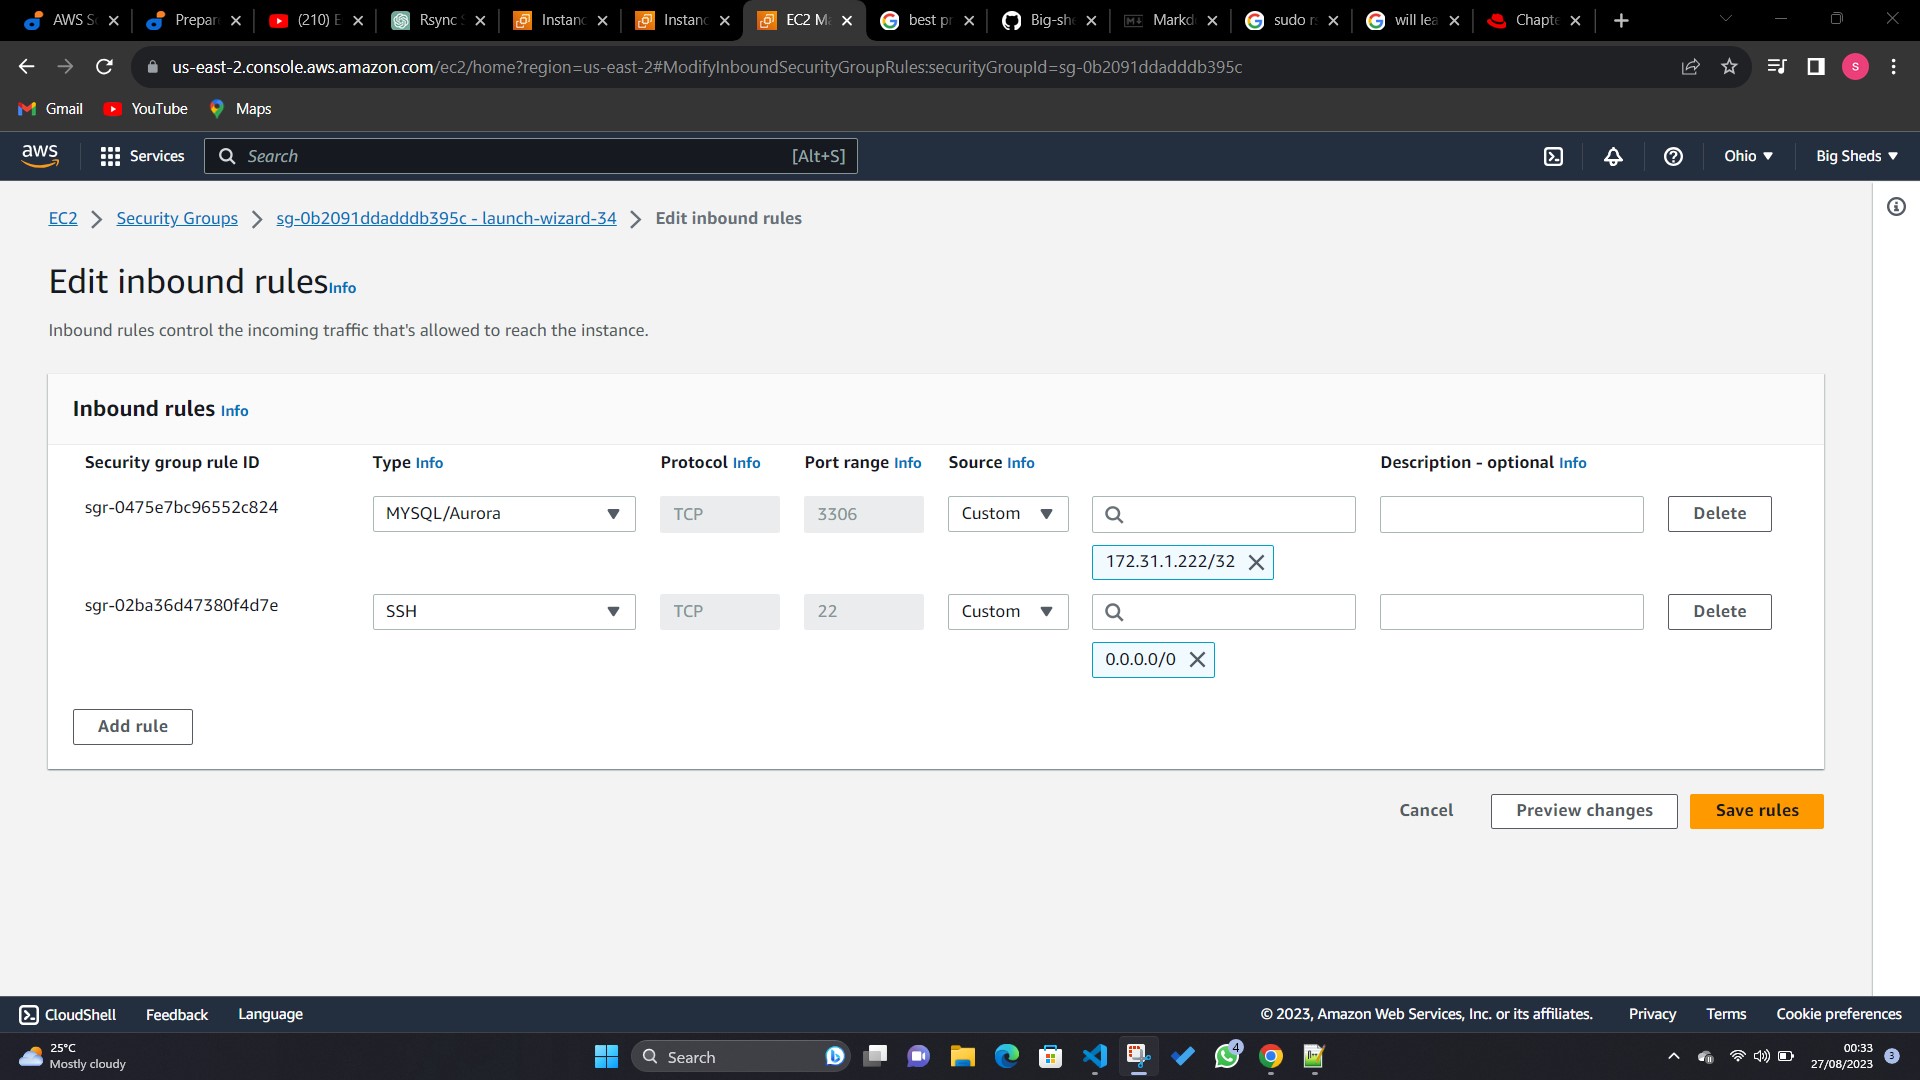 AWS S
Prepar
(210) E
Rsync
Instanc
Instanc
EC2 M
best pr
Big-she
Markd
sudo rs
will lea
Chapte
us-east-2.console.aws.amazon.com/ec2/home?region=us-east-2#ModifyInboundSecurityGroupRules:securityGroupId=sg-0b2091ddadddb395c
S
Gmail
YouTube
Maps
aws
Services
Search
[Alt+S]
Ohio
Big Sheds
EC2
Security Groups
sg-0b2091ddadddb395c - launch-wizard-34
Edit inbound rules
Edit inbound rules Info
Inbound rules control the incoming traffic that's allowed to reach the instance.
Inbound rules Info
Security group rule ID
Type Info
Protocol Info
Port range Info
Source Info
Description - optional Info
sgr-0475e7bc96552c824
MYSQL/Aurora
TCP
3306
Custom
Delete
172.31.1.222/32
sgr-02ba36d47380f4d7e
SSH
TCP
22
Custom
Delete
0.0.0.0/0
Add rule
Cancel
Preview changes
Save rules
CloudShell
Feedback
Language
© 2023, Amazon Web Services, Inc. or its affiliates.
Privacy
Terms
Cookie preferences
25°C
Mostly cloudy
Search
4
00:33
27/08/2023
3